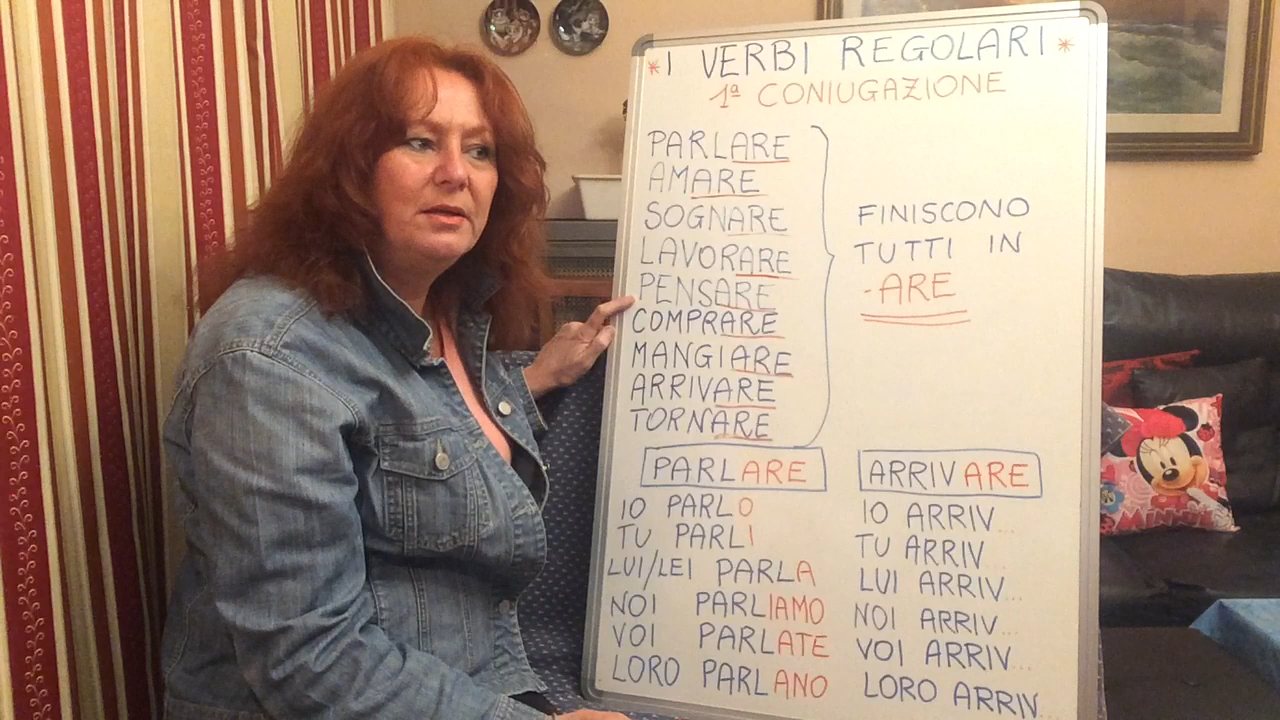 * I VERBI REGOLARI *
1ª CONIUGAZIONE
PARLARE
AMARE
SOGNARE
LAVORARE
PENSARE
COMPRARE
MANGIARE
ARRIVARE
TORNARE
FINISCONO
TUTTI IN
-ARE
PARLARE
IO PARLO
TU PARLI
LUI/LEI PARLA
NOI PARLIAMO
VOI PARLATE
LORO PARLANO
ARRIVARE
IO ARRIV...
TU ARRIV...
LUI ARRIV...
NOI ARRIV...
VOI ARRIV...
LORO ARRIV...